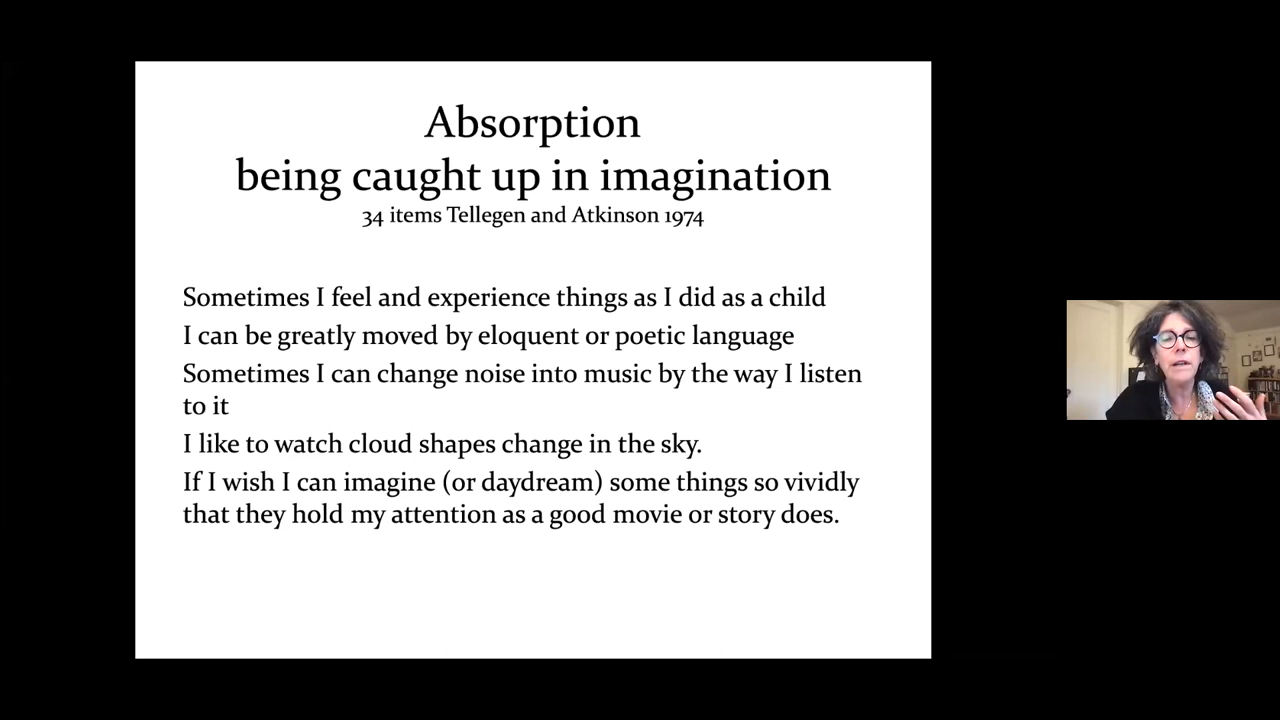 Absorption
being caught up in imagination
34 items Tellegen and Atkinson 1974
Sometimes I feel and experience things as I did as a child
I can be greatly moved by eloquent or poetic language
Sometimes I can change noise into music by the way I listen
to it
I like to watch cloud shapes change in the sky.
If I wish I can imagine (or daydream) some things so vividly
that they hold my attention as a good movie or story does.